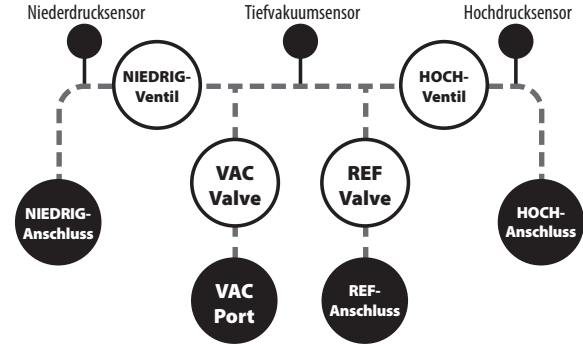 Niederdrucksensor
Tiefvakuumsensor
Hochdrucksensor
NIEDRIG-
Ventil
HOCH-
Ventil
VAC
Valve
REF
Valve
NIEDRIG-
Anschluss
HOCH-
Anschluss
VAC
Port
REF-
Anschluss